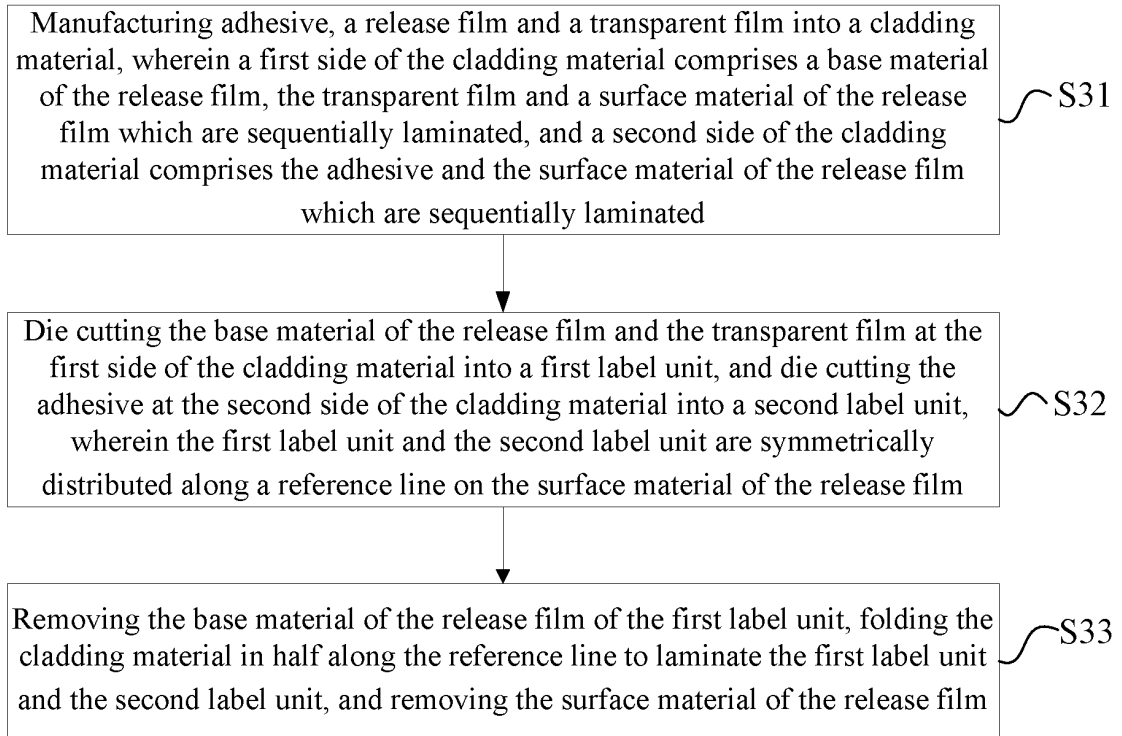 Manufacturing adhesive, a release film and a transparent film into a cladding
material, wherein a first side of the cladding material comprises a base material
of the release film, the transparent film and a surface material of the release
film which are sequentially laminated, and a second side of the cladding
material comprises the adhesive and the surface material of the release film
which are sequentially laminated
S31
Die cutting the base material of the release film and the transparent film at the
first side of the cladding material into a first label unit, and die cutting the
adhesive at the second side of the cladding material into a second label unit,
wherein the first label unit and the second label unit are symmetrically
distributed along a reference line on the surface material of the release film
S32
Removing the base material of the release film of the first label unit, folding the
cladding material in half along the reference line to laminate the first label unit
and the second label unit, and removing the surface material of the release film
S33